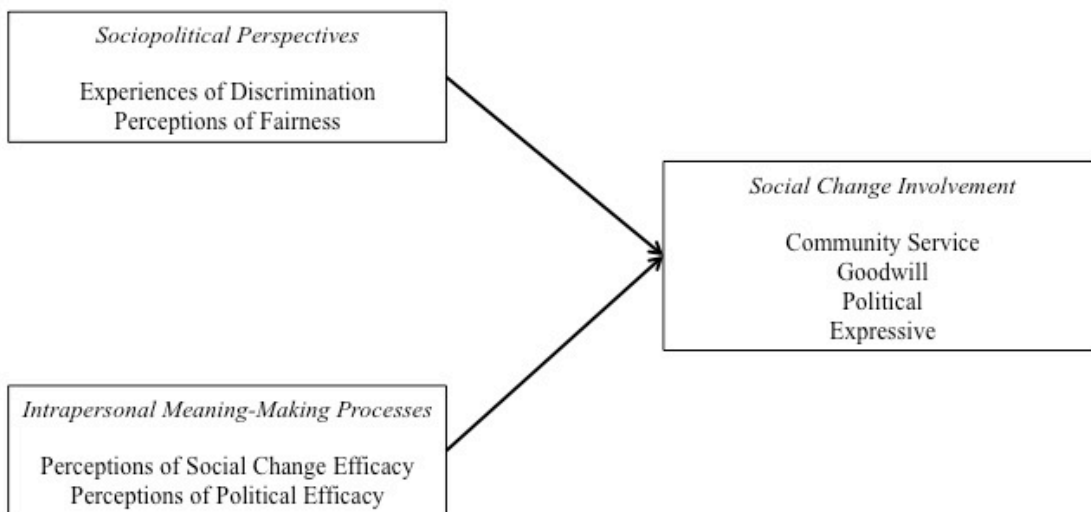 Sociopolitical Perspectives
Experiences of Discrimination
Perceptions of Fairness
Social Change Involvement
Community Service
Goodwill
Political
Expressive
Intrapersonal Meaning-Making Processes
Perceptions of Social Change Efficacy
Perceptions of Political Efficacy